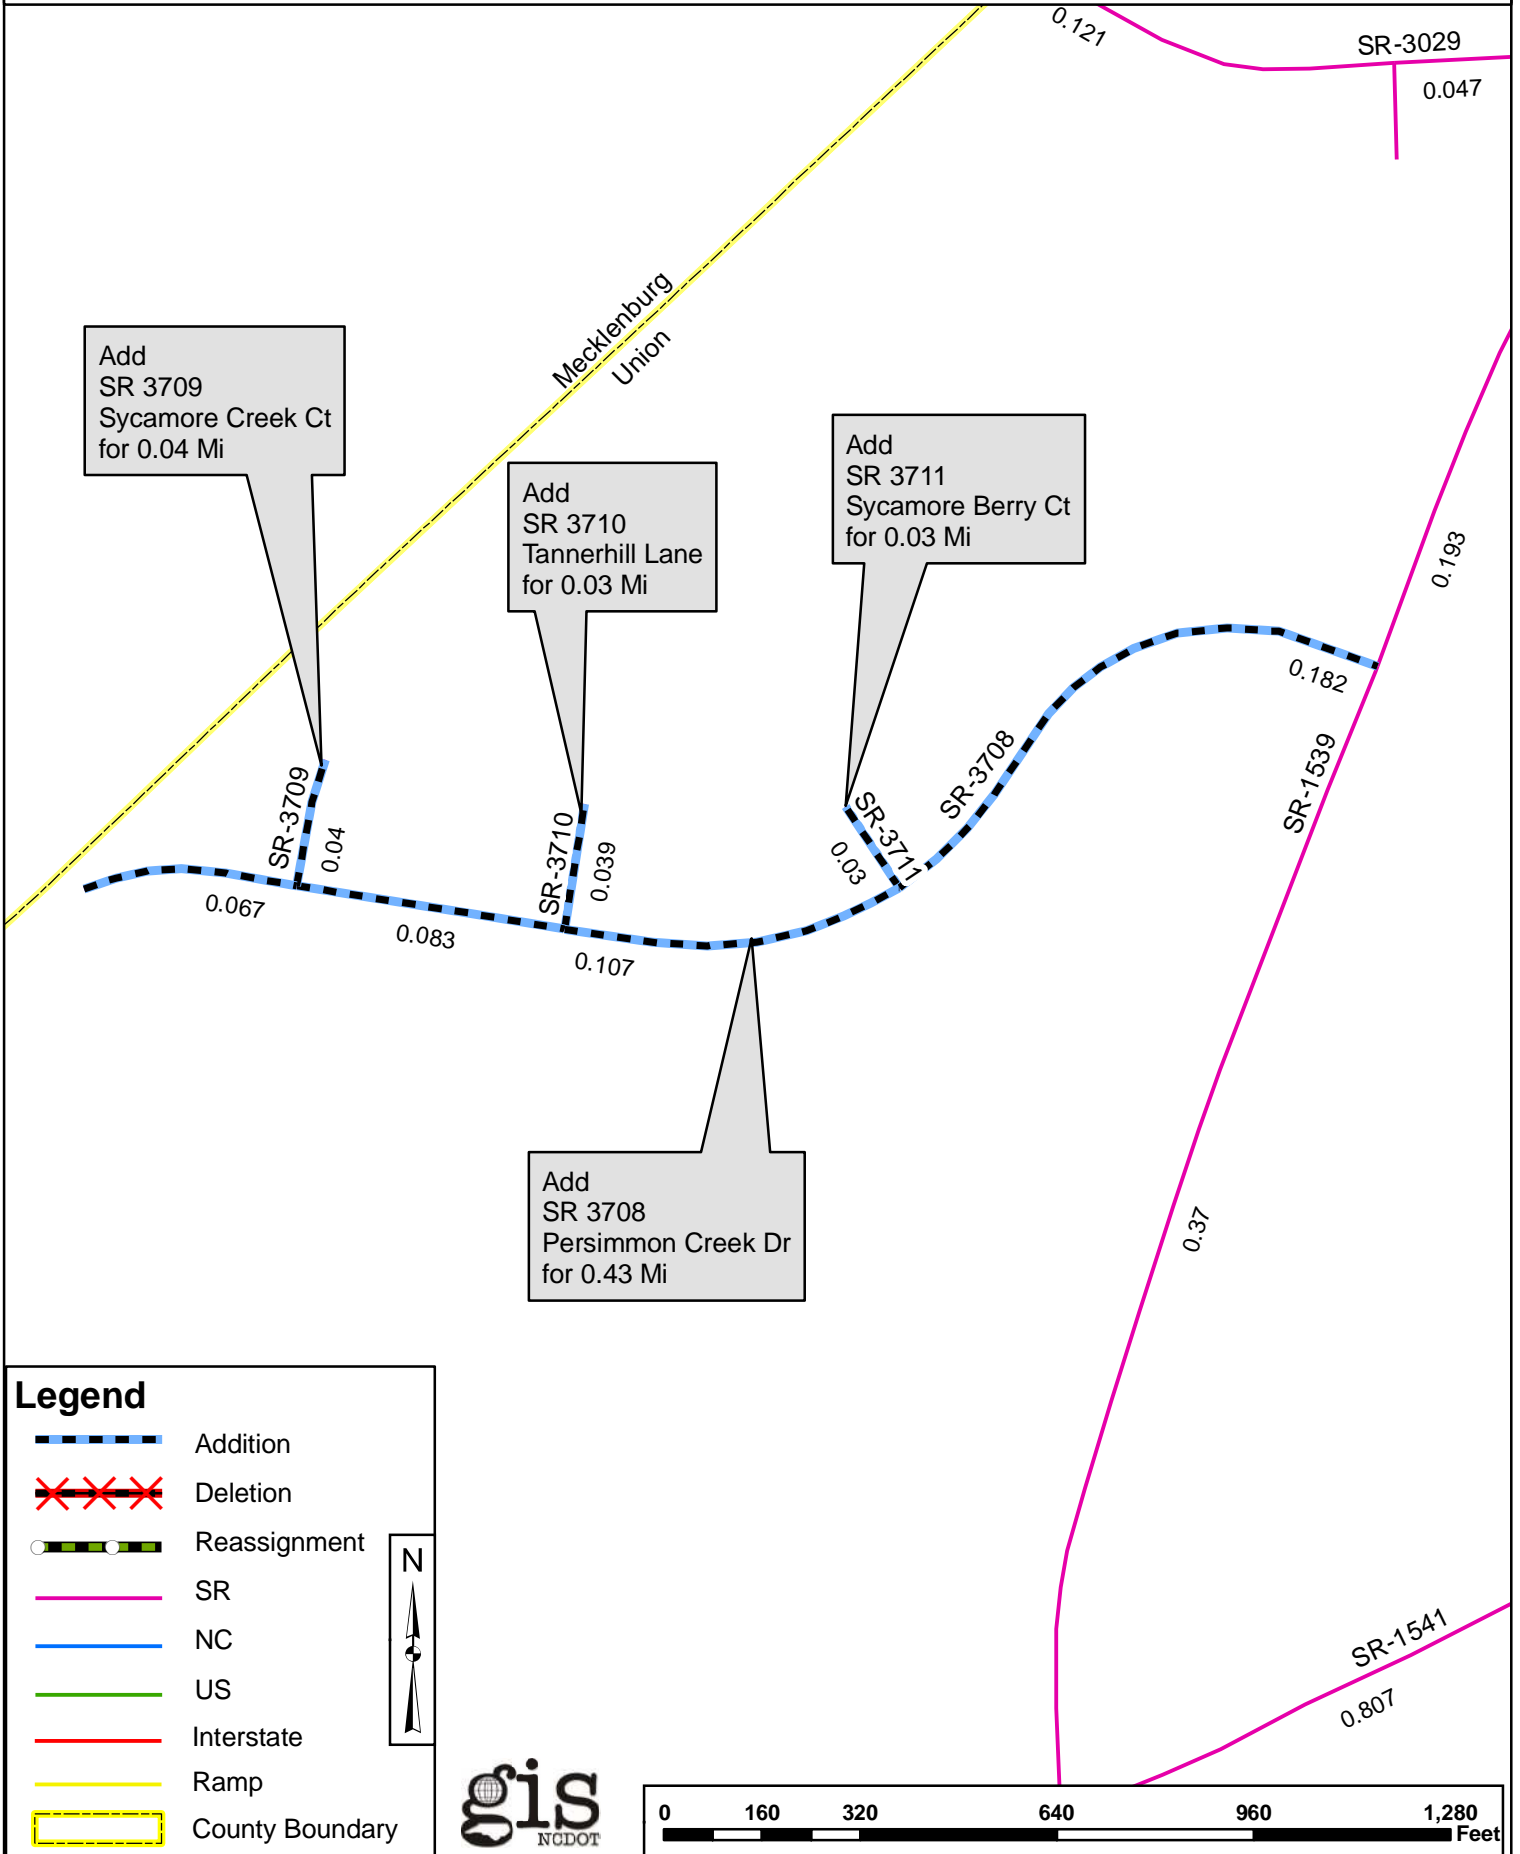 0.121
SR-3029
0.047
Mecklenburg
Union
Add
SR 3709
Sycamore Creek Ct
for 0.04 Mi
Add
SR 3710
Tannerhill Lane
for 0.03 Mi
Add
SR 3711
Sycamore Berry Ct
for 0.03 Mi
0.193
0.182
SR-1539
SR-3708
SR-3711
0.03
SR-3709
0.04
SR-3710
0.039
0.067
0.083
0.107
Add
SR 3708
Persimmon Creek Dr
for 0.43 Mi
0.37
SR-1541
0.807
Legend
Addition
Deletion
Reassignment
SR
NC
US
Interstate
Ramp
County Boundary
N
gis
NCDOT
0 160 320 640 960 1,280
Feet